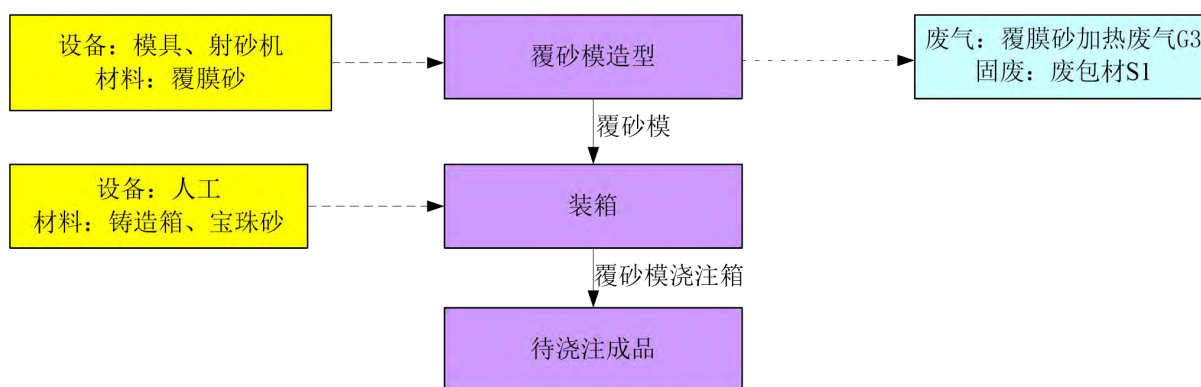 设备：模具、射砂机
材料：覆膜砂
覆砂模造型
废气：覆膜砂加热废气G3
固废：废包材S1
覆砂模
设备：人工
材料：铸造箱、宝珠砂
装箱
覆砂模浇注箱
待浇注成品